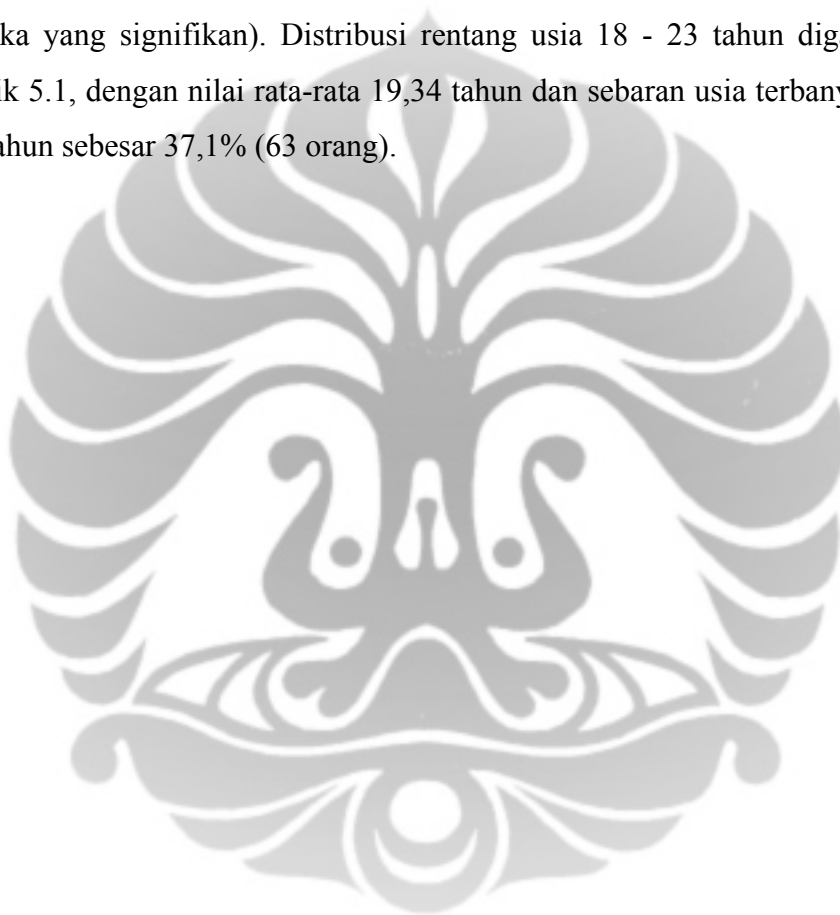 ka yang signifikan). Distribusi rentang usia 18 - 23 tahun dig
ik 5.1, dengan nilai rata-rata 19,34 tahun dan sebaran usia terbany
ahun sebesar 37,1% (63 orang).